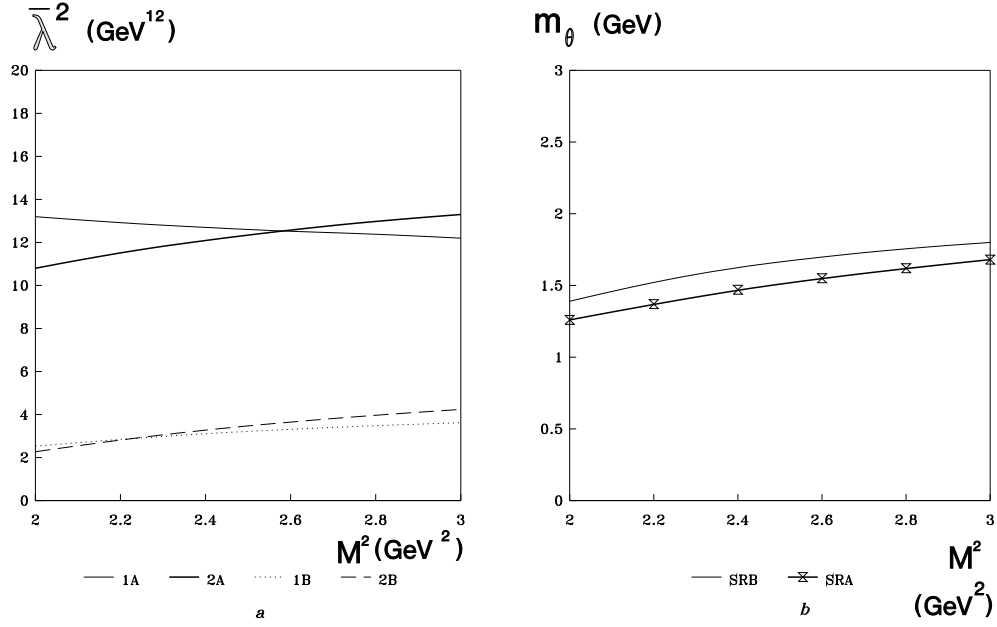 λ̄² (GeV¹²)
20
18
16
14
12
10
8
6
4
2
0
2 2.2 2.4 2.6 2.8 3
M² (GeV²)
1A 2A 1B 2B
a
m_θ (GeV)
3
2.5
2
1.5
1
0.5
0
2 2.2 2.4 2.6 2.8 3
M²
(GeV²)
SRB SRA
b